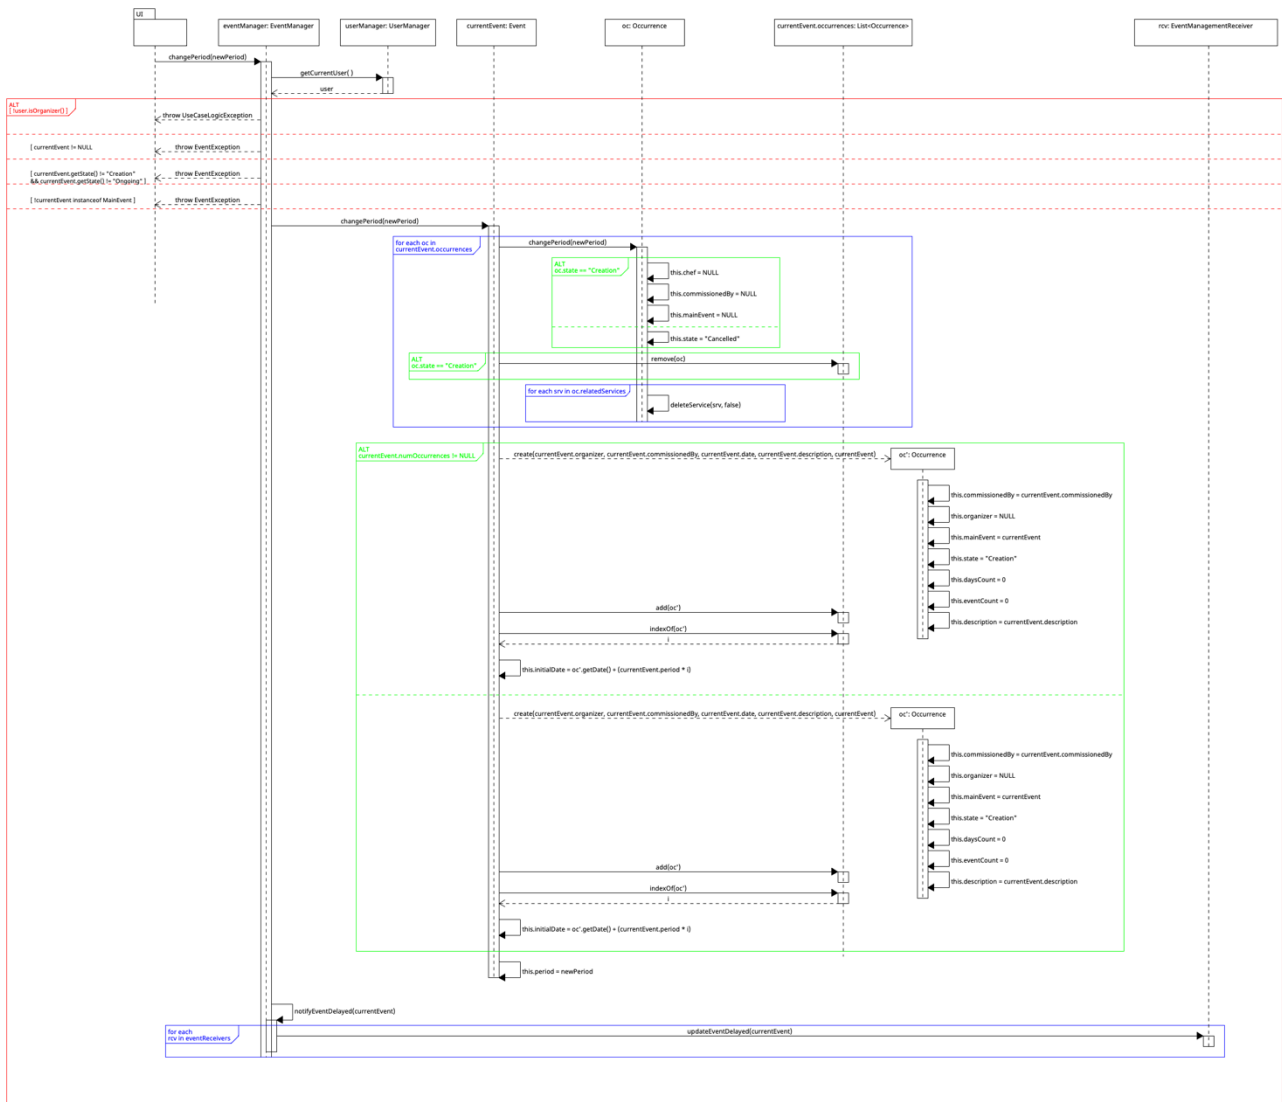 UI
eventManager: EventManager
userManager: UserManager
currentEvent: Event
oc: Occurrence
currentEvent.occurrences: List<Occurrence>
rcv: EventManagementReceiver
changePeriod(newPeriod)
getCurrentUser( )
user
ALT
[ !user.isOrganizer() ]
throw UseCaseLogicException
[ currentEvent != NULL
throw EventException
[ currentEvent.getState() != "Creation"
&& currentEvent.getState() != "Ongoing" ]
throw EventException
[ !currentEvent instanceof MainEvent ]
throw EventException
changePeriod(newPeriod)
for each oc in
currentEvent.occurrences
changePeriod(newPeriod)
ALT
oc.state == "Creation"
this.chef = NULL
this.commissionedBy = NULL
this.mainEvent = NULL
this.state = "Cancelled"
ALT
oc.state == "Creation"
remove(oc)
for each srv in oc.relatedServices
deleteService(srv, false)
ALT
currentEvent.numOccurrences != NULL
create(currentEvent.organizer, currentEvent.commissionedBy, currentEvent.date, currentEvent.description, currentEvent)
oc': Occurrence
this.commissionedBy = currentEvent.commissionedBy
this.organizer = NULL
this.mainEvent = currentEvent
this.state = "Creation"
this.daysCount = 0
this.eventCount = 0
this.description = currentEvent.description
add(oc')
indexOf(oc')
i
this.initialDate = oc'.getDate() + (currentEvent.period * i)
create(currentEvent.organizer, currentEvent.commissionedBy, currentEvent.date, currentEvent.description, currentEvent)
oc': Occurrence
this.commissionedBy = currentEvent.commissionedBy
this.organizer = NULL
this.mainEvent = currentEvent
this.state = "Creation"
this.daysCount = 0
this.eventCount = 0
this.description = currentEvent.description
add(oc')
indexOf(oc')
i
this.initialDate = oc'.getDate() + (currentEvent.period * i)
this.period = newPeriod
notifyEventDelayed(currentEvent)
for each
rcv in eventReceivers
updateEventDelayed(currentEvent)